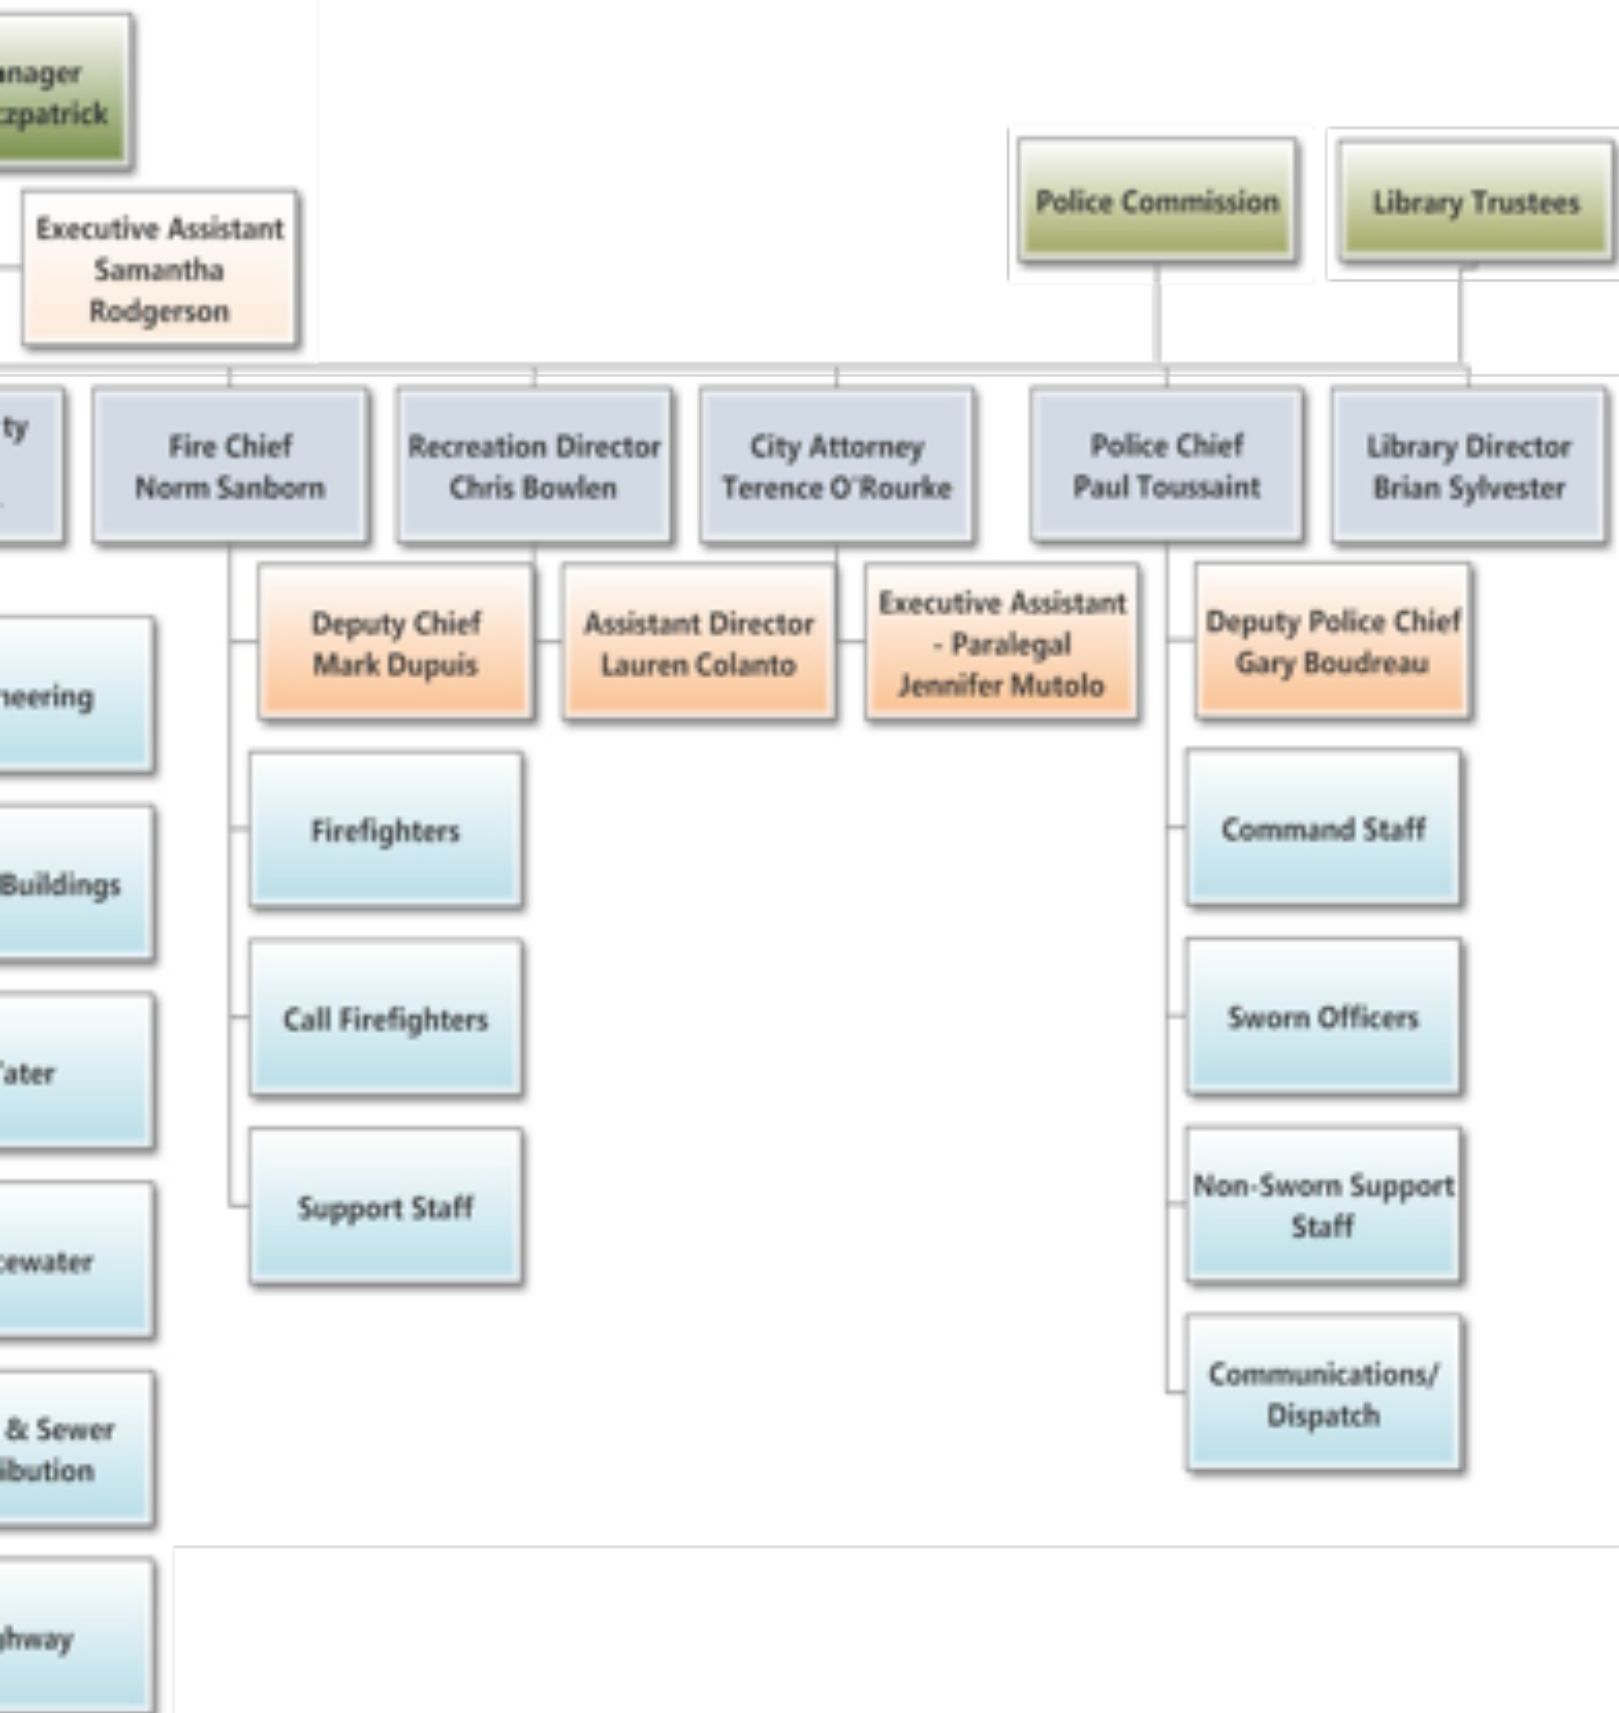 Executive Assistant
Samantha
Rodgerson
Police Commission
Library Trustees
Fire Chief
Norm Sanborn
Recreation Director
Chris Bowlen
City Attorney
Terence O'Rourke
Police Chief
Paul Toussaint
Library Director
Brian Sylvester
Deputy Chief
Mark Dupuis
Assistant Director
Lauren Colanto
Executive Assistant
- Paralegal
Jennifer Mutolo
Deputy Police Chief
Gary Boudreau
Buildings
& Sewer
Firefighters
Call Firefighters
Support Staff
Command Staff
Sworn Officers
Non-Sworn Support
Staff
Communications/
Dispatch